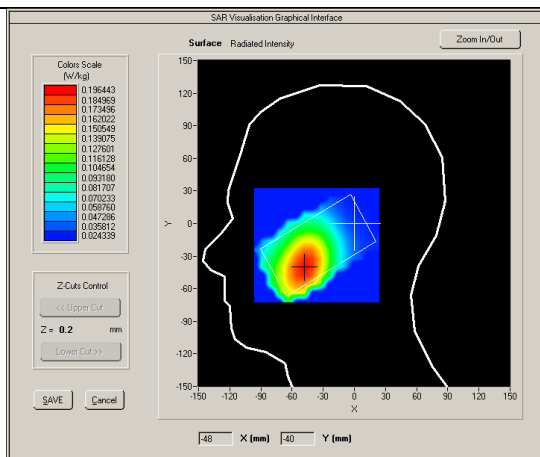 SAR Visualisation Graphical Interface
Surface Radiated Intensity
Zoom In/Out
Colors Scale
(W/kg)
0.196443
0.184969
0.173496
0.162022
0.150549
0.139075
0.127601
0.116128
0.104654
0.093180
0.081707
0.070233
0.058760
0.047286
0.035812
0.024339
Z-Cuts Control
<< Upper Cut
Z = 0.2 mm
Lower Cut >>
SAVE Cancel
150
120
90
60
30
0
-30
-60
-90
-120
-150
Y
-150 -120 -90 -60 -30 0 30 60 90 120 150
X
-48 X (mm) -40 Y (mm)